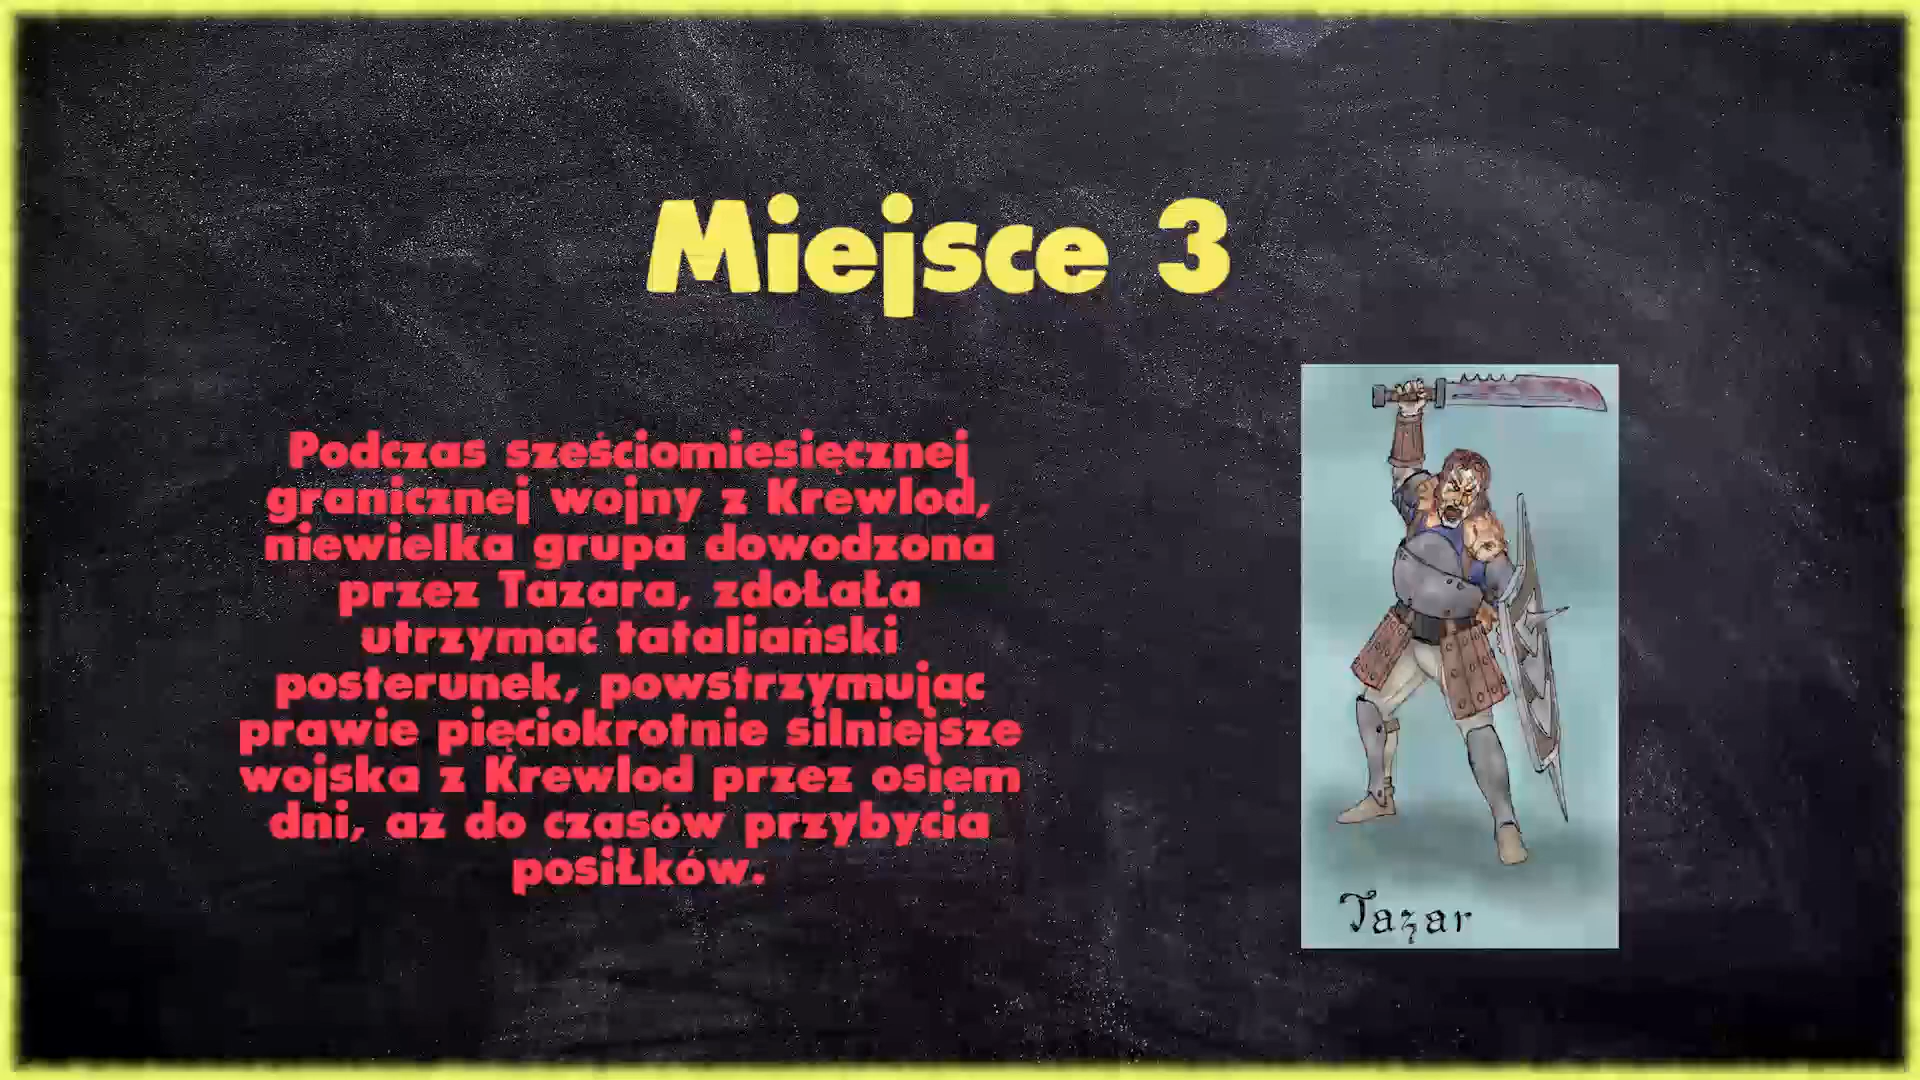 Miejsce 3
Podczas sześciomiesięcznej
granicznej wojny z Krewlod,
niewielka grupa dowodzona
przez Tazara, zdołała
utrzymać tataliański
posterunek, powstrzymując
prawie pięciokrotnie silniejsze
wojska z Krewlod przez osiem
dni, aż do czasów przybycia
posiłków.
Tazar